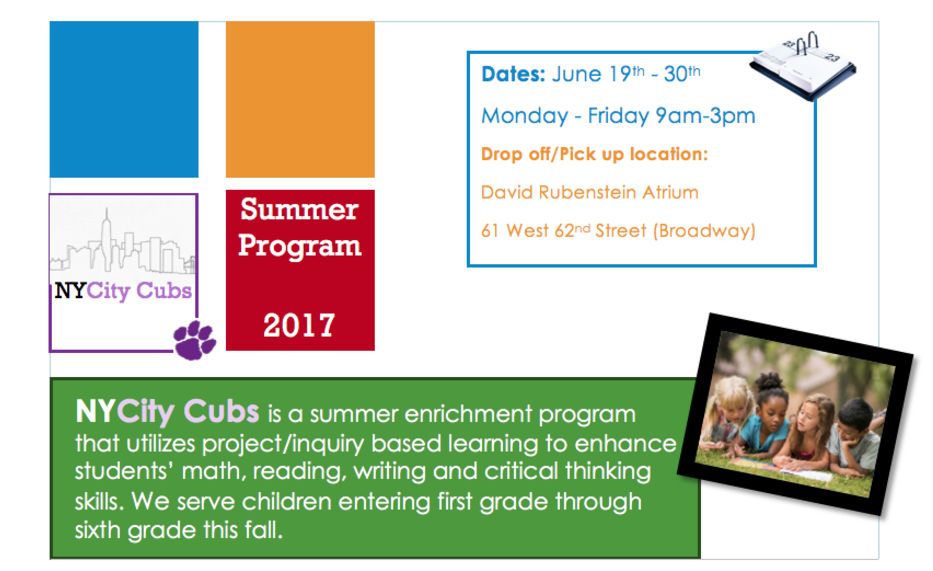 Dates: June 19th - 30th
Monday - Friday 9am-3pm
Drop off/Pick up location:
David Rubenstein Atrium
61 West 62nd Street (Broadway)
22 23
NYCity Cubs
Summer
Program
2017
NYCity Cubs is a summer enrichment program
that utilizes project/inquiry based learning to enhance
students’ math, reading, writing and critical thinking
skills. We serve children entering first grade through
sixth grade this fall.